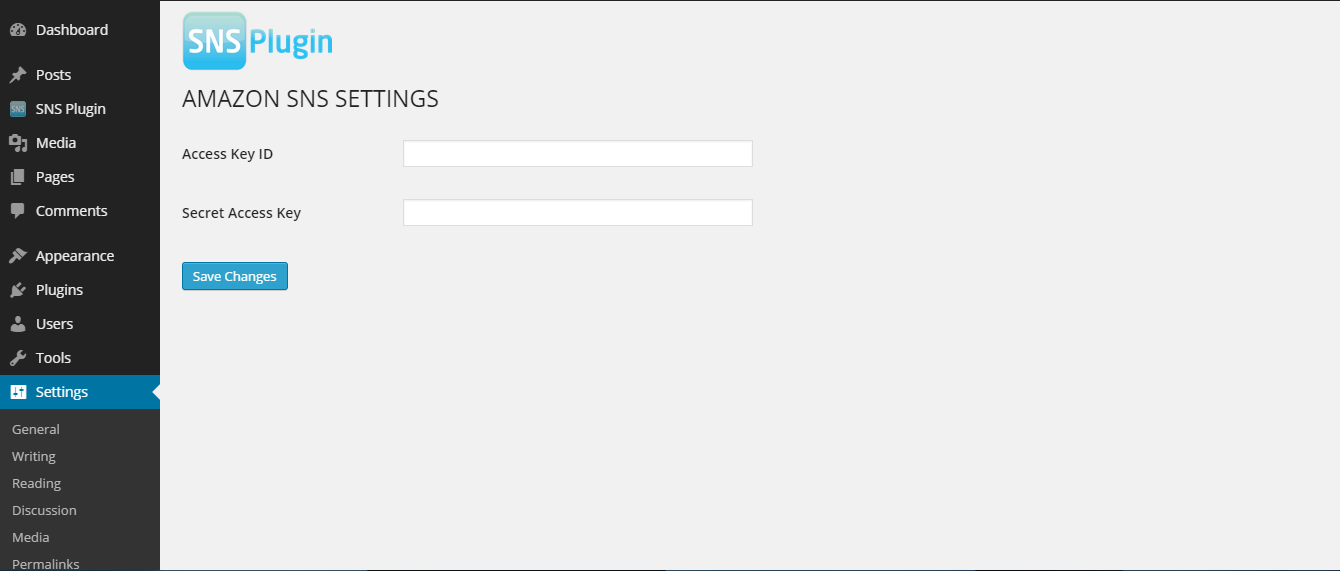 Dashboard
Posts
SNS SNS Plugin
Media
Pages
Comments
Appearance
Plugins
Users
Tools
Settings
General
Writing
Reading
Discussion
Media
Permalinks
SNS Plugin
AMAZON SNS SETTINGS
Access Key ID
Secret Access Key
Save Changes